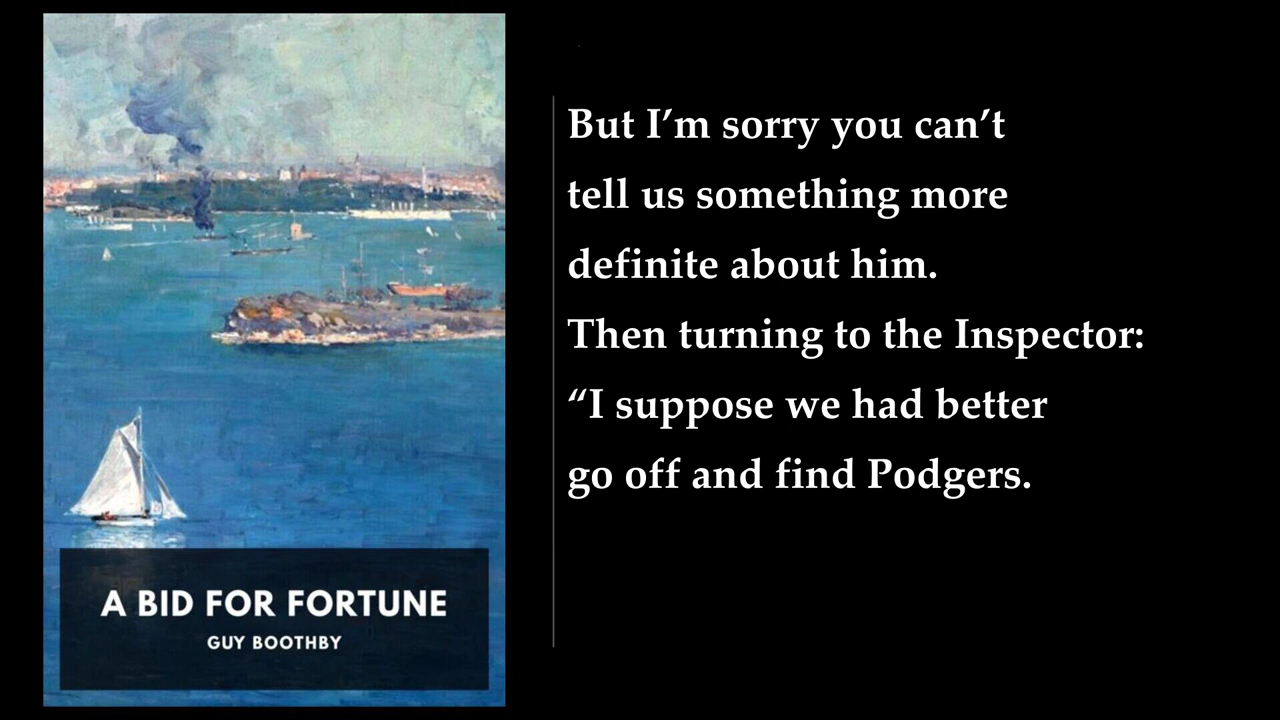 But I’m sorry you can’t
tell us something more
definite about him.
Then turning to the Inspector:
“I suppose we had better
go off and find Podgers.
A BID FOR FORTUNE
GUY BOOTHBY